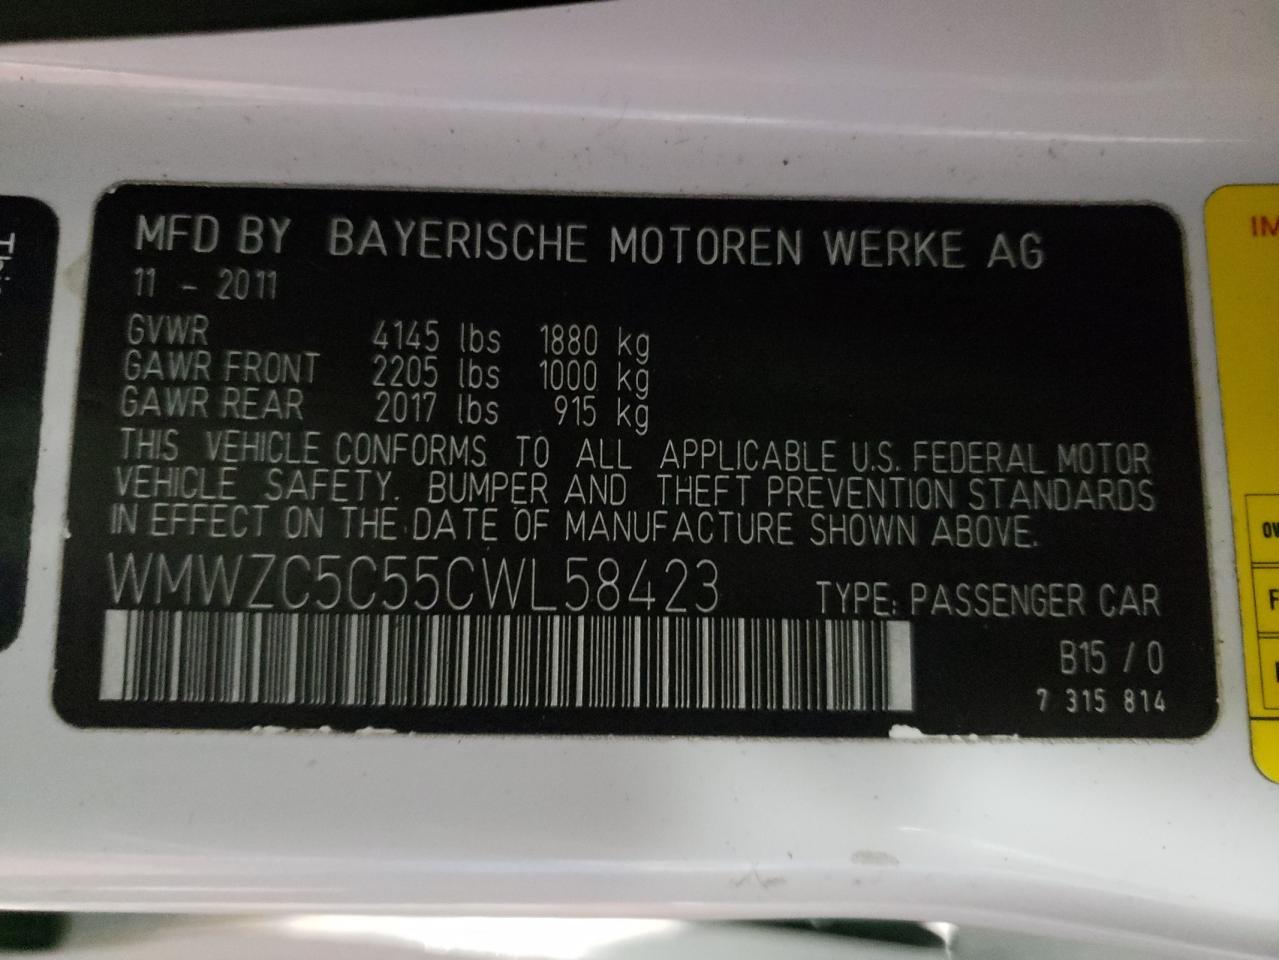 MFD BY BAYERISCHE MOTOREN WERKE AG
11 - 2011
GVWR 4145 lbs 1880 kg
GAWR FRONT 2205 lbs 1000 kg
GAWR REAR 2017 lbs 915 kg
THIS VEHICLE CONFORMS TO ALL APPLICABLE U.S. FEDERAL MOTOR
VEHICLE SAFETY, BUMPER AND THEFT PREVENTION STANDARDS
IN EFFECT ON THE DATE OF MANUFACTURE SHOWN ABOVE.
WMWZC5C55CWL58423 TYPE: PASSENGER CAR
B15 / 0
7 315 814